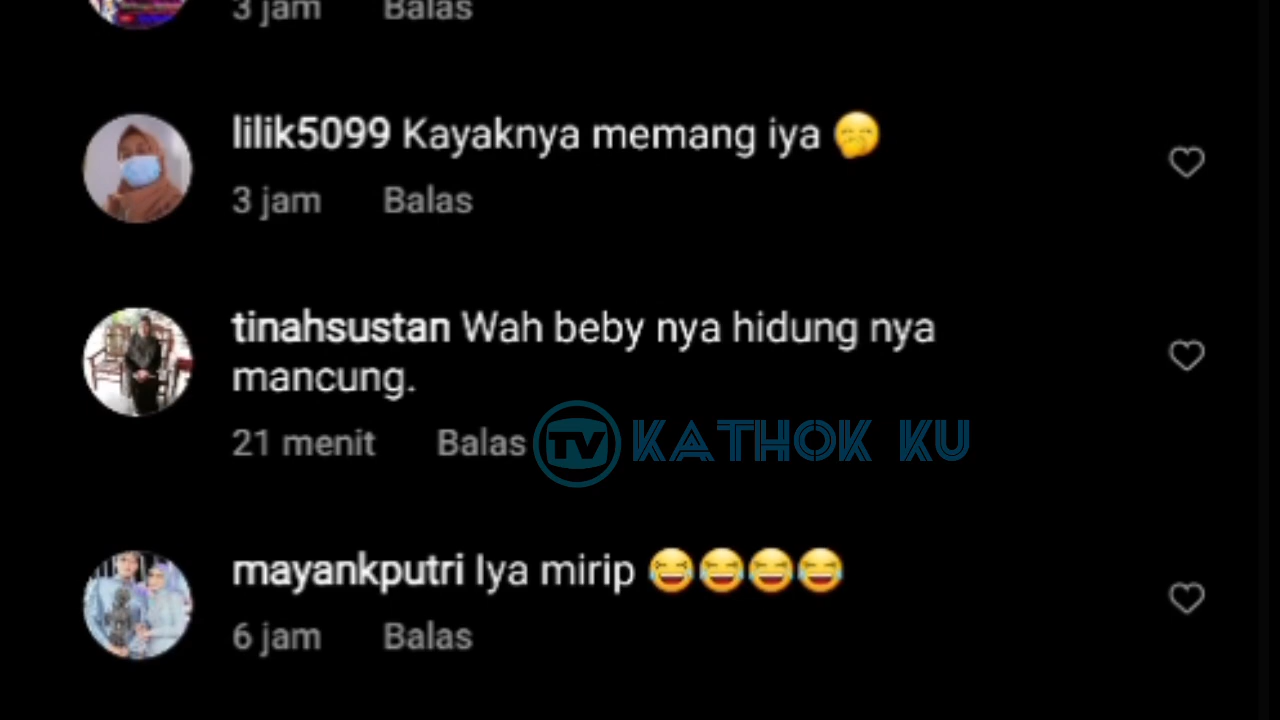 3 jam Balas
lilik5099 Kayaknya memang iya 🤭
3 jam Balas
tinahsustan Wah beby nya hidung nya
mancung.
21 menit Balas
TV KATHOK KU
mayankputri Iya mirip 😂😂😂😂
6 jam Balas